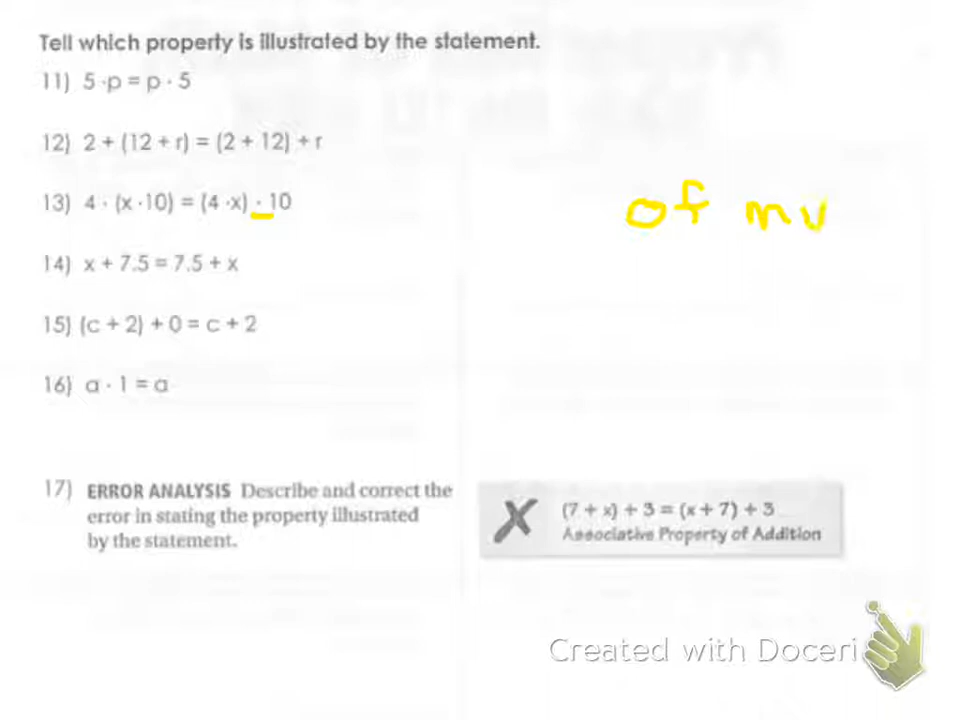 Tell which property is illustrated by the statement.
11) 5 · p = p · 5
12) 2 + (12 + r) = (2 + 12) + r
13) 4 · (x · 10) = (4 · x) · 10
of mu
14) x + 7.5 = 7.5 + x
15) (c + 2) + 0 = c + 2
16) a · 1 = a
17) ERROR ANALYSIS Describe and correct the
error in stating the property illustrated
by the statement.
X (7 + x) + 3 = (x + 7) + 3
Associative Property of Addition
Created with Doceri